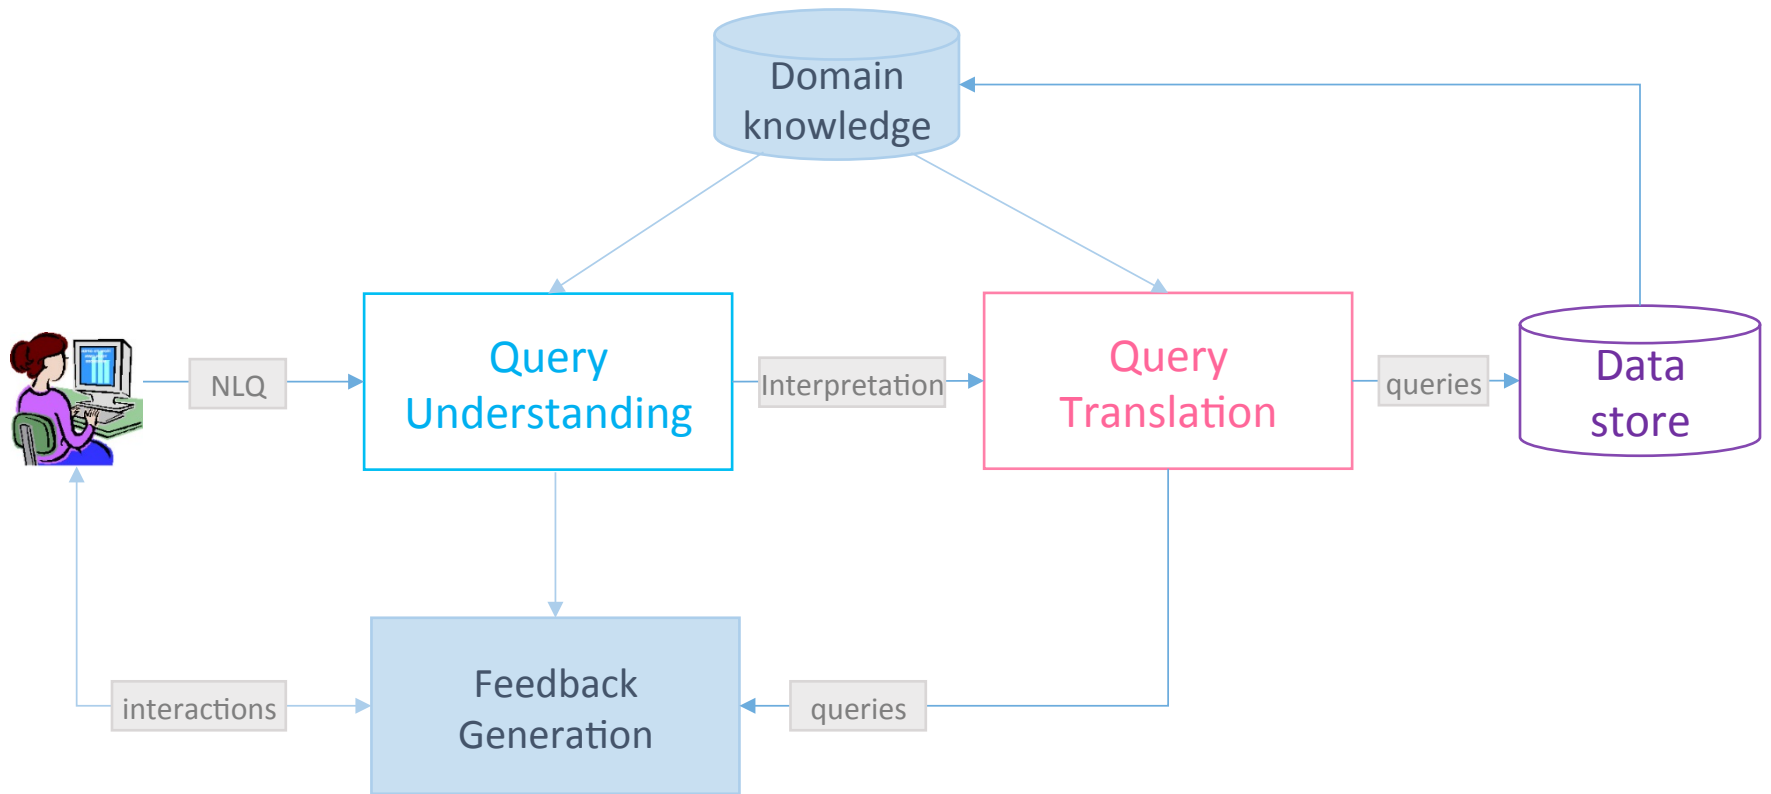 Domain
knowledge
NLQ
Query
Understanding
Interpretation
Query
Translation
queries
Data
store
interactions
Feedback
Generation
queries